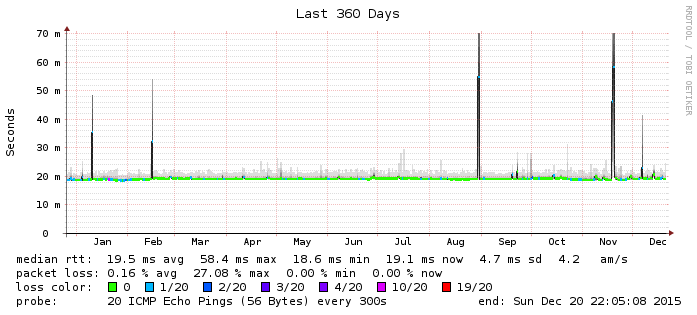 Last 360 Days
RRDTOOL / TOBI OETIKER
Seconds
70 m
60 m
50 m
40 m
30 m
20 m
10 m
0
Jan Feb Mar Apr May Jun Jul Aug Sep Oct Nov Dec
median rtt: 19.5 ms avg 58.4 ms max 18.6 ms min 19.1 ms now 4.7 ms sd 4.2 am/s
packet loss: 0.16 % avg 27.08 % max 0.00 % min 0.00 % now
loss color: 0 1/20 2/20 3/20 4/20 10/20 19/20
probe: 20 ICMP Echo Pings (56 Bytes) every 300s end: Sun Dec 20 22:05:08 2015